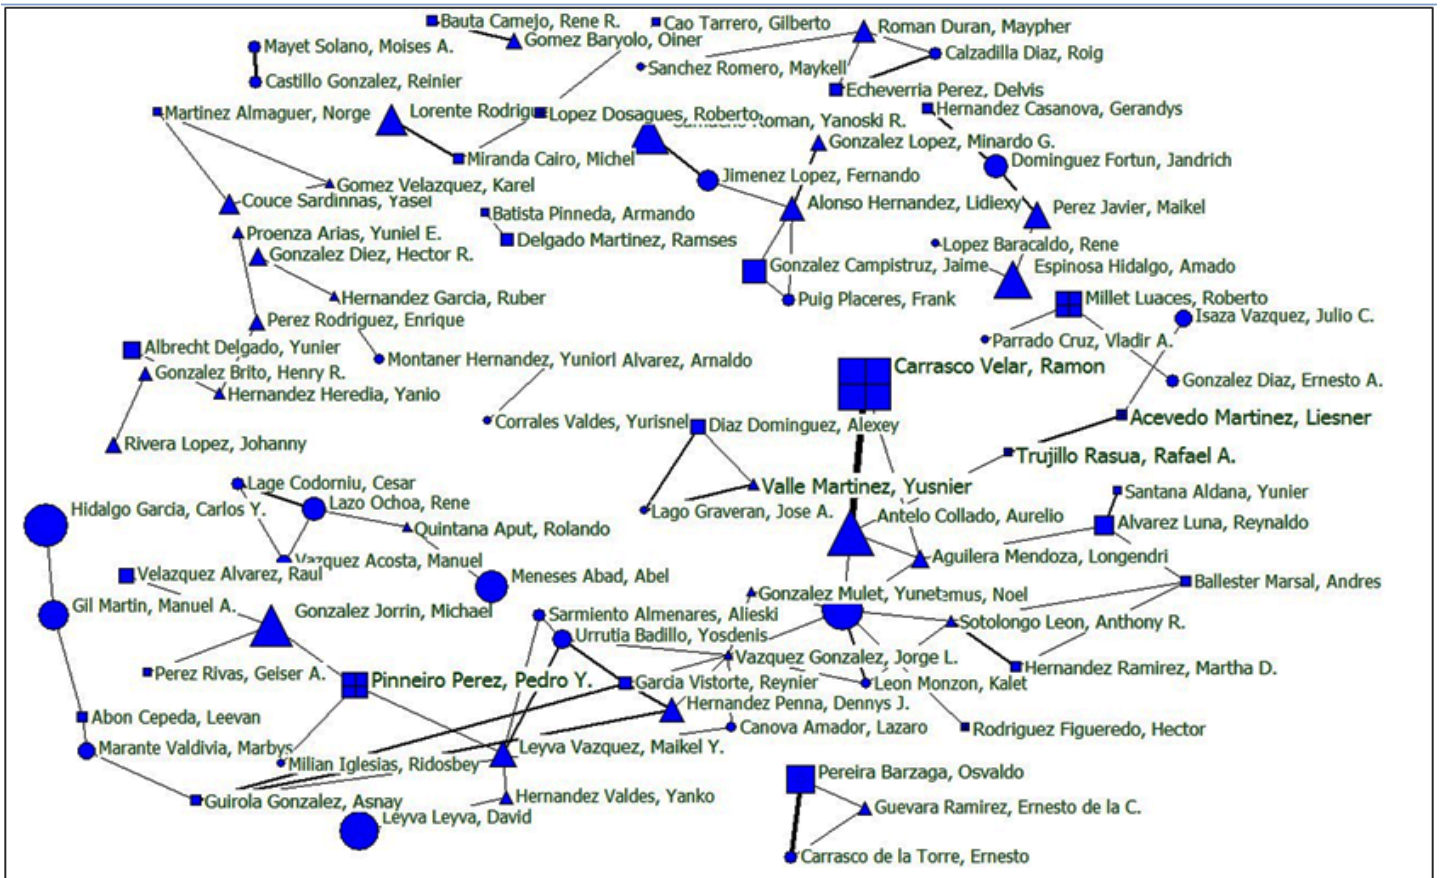 Bauta Camejo, Rene R.
Cao Tarrero, Gilberto
Roman Duran, Maypher
Mayet Solano, Moises A.
Gomez Baryolo, Oiner
Calzadilla Diaz, Roig
Sanchez Romero, Maykell
Castillo Gonzalez, Reinier
Echeverria Perez, Delvis
Martinez Almaguer, Norge
Lorente Rodrigu
Lopez Dosagues, Roberto
Hernandez Casanova, Gerandys
Roman, Yanoski R.
Gonzalez Lopez, Minardo G.
Miranda Cairo, Michel
Dominguez Fortun, Jandrich
Jimenez Lopez, Fernando
Gomez Velazquez, Karel
Couce Sardinnas, Yasel
Alonso Hernandez, Lidiexy
Perez Javier, Maikel
Batista Pinneda, Armando
Proenza Arias, Yuniel E.
Delgado Martinez, Ramses
Lopez Baracaldo, Rene
Gonzalez Diez, Hector R.
Gonzalez Campistruz, Jaime
Espinosa Hidalgo, Amado
Hernandez Garcia, Ruber
Puig Placeres, Frank
Millet Luaces, Roberto
Isaza Vazquez, Julio C.
Perez Rodriguez, Enrique
Parrado Cruz, Vladir A.
Albrecht Delgado, Yunier
Montaner Hernandez, Yuniorl Alvarez, Arnaldo
Carrasco Velar, Ramon
Gonzalez Brito, Henry R.
Gonzalez Diaz, Ernesto A.
Hernandez Heredia, Yanio
Corrales Valdes, Yurisnel
Diaz Dominguez, Alexey
Acevedo Martinez, Liesner
Rivera Lopez, Johanny
Trujillo Rasua, Rafael A.
Lage Codorniu, Cesar
Valle Martinez, Yusnier
Santana Aldana, Yunier
Hidalgo Garcia, Carlos Y.
Lazo Ochoa, Rene
Lago Graveran, Jose A.
Antelo Collado, Aurelio
Alvarez Luna, Reynaldo
Quintana Aput, Rolando
Vazquez Acosta, Manuel
Aguilera Mendoza, Longendri
Velazquez Alvarez, Raul
Meneses Abad, Abel
Ballester Marsal, Andres
Gonzalez Mulet, Yunet
mus, Noel
Gil Martin, Manuel A.
Gonzalez Jorrin, Michael
Sarmiento Almenares, Alieski
Sotolongo Leon, Anthony R.
Urrutia Badillo, Yosdenis
Vazquez Gonzalez, Jorge L.
Hernandez Ramirez, Martha D.
Perez Rivas, Geiser A.
Pinneiro Perez, Pedro Y.
Garcia Vistorte, Reynier
Leon Monzon, Kalet
Hernandez Penna, Dennys J.
Abon Cepeda, Leevan
Canova Amador, Lazaro
Rodriguez Figueredo, Hector
Marante Valdivia, Marbys
Leyva Vazquez, Maikel Y.
Milian Iglesias, Ridosbey
Pereira Barzaga, Osvaldo
Guirola Gonzalez, Asnay
Hernandez Valdes, Yanko
Guevara Ramirez, Ernesto de la C.
Leyva Leyva, David
Carrasco de la Torre, Ernesto